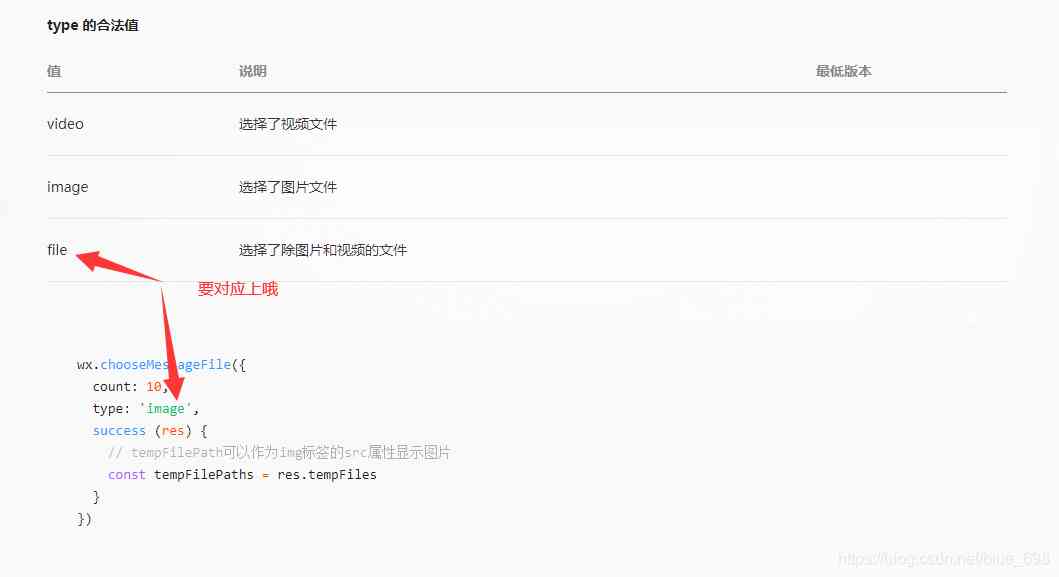 type 的合法值
值 说明 最低版本
video 选择了视频文件
image 选择了图片文件
file 选择了除图片和视频的文件
要对应上哦
wx.chooseMessageFile({
count: 10,
type: 'image',
success (res) {
// tempFilePath可以作为img标签的src属性显示图片
const tempFilePaths = res.tempFiles
}
})
https://blog.csdn.net/blue_698